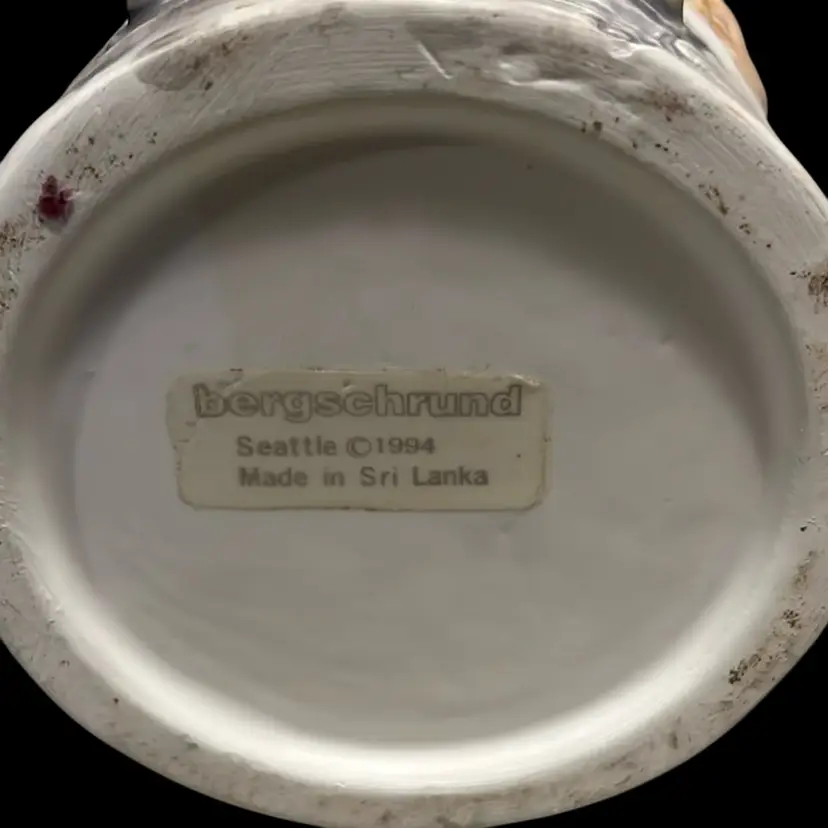 bergschrund
Seattle ©1994
Made in Sri Lanka